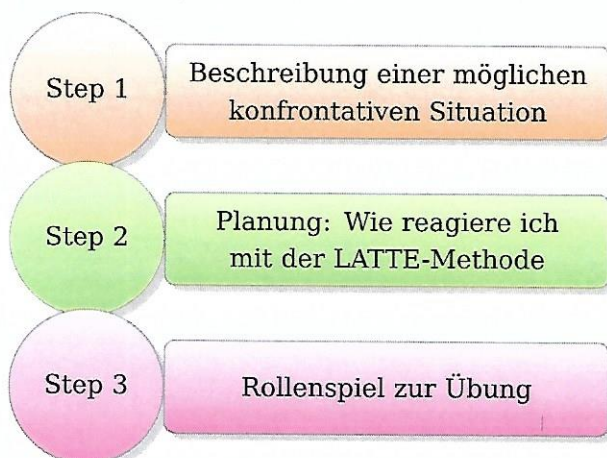 Step 1
Beschreibung einer möglichen
konfrontativen Situation
Step 2
Planung: Wie reagiere ich
mit der LATTE-Methode
Step 3
Rollenspiel zur Übung